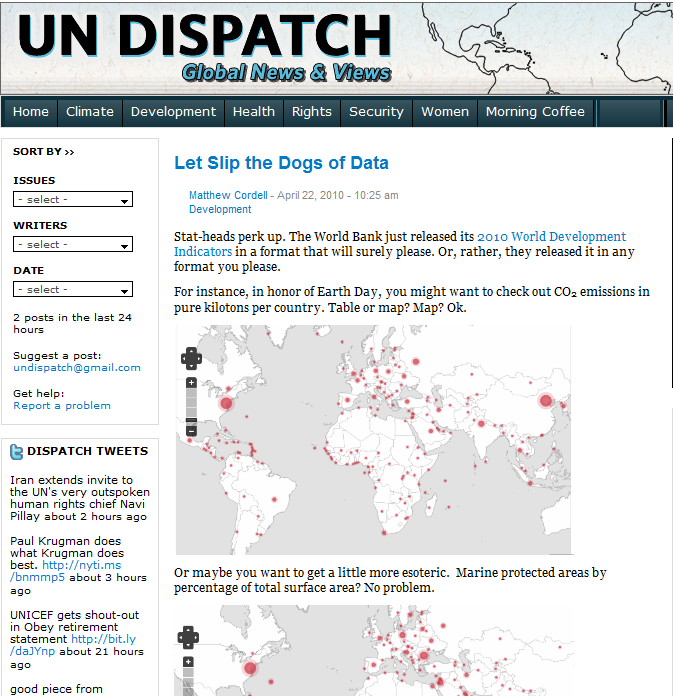 UN DISPATCH
Global News & Views
Home Climate Development Health Rights Security Women Morning Coffee
SORT BY >>
ISSUES
- select -
WRITERS
- select -
DATE
- select -
2 posts in the last 24
hours
Suggest a post:
undispatch@gmail.com
Get help:
Report a problem
DISPATCH TWEETS
Iran extends invite to
the UN's very outspoken
human rights chief Navi
Pillay about 2 hours ago
Paul Krugman does
what Krugman does
best. http://nyti.ms
/bnmmp5 about 3 hours
ago
UNICEF gets shout-out
in Obey retirement
statement http://bit.ly
/daJYnp about 21 hours
ago
good piece from
Let Slip the Dogs of Data
Matthew Cordell - April 22, 2010 - 10:25 am
Development
Stat-heads perk up. The World Bank just released its 2010 World Development
Indicators in a format that will surely please. Or, rather, they released it in any
format you please.
For instance, in honor of Earth Day, you might want to check out CO₂ emissions in
pure kilotons per country. Table or map? Map? Ok.
Or maybe you want to get a little more esoteric. Marine protected areas by
percentage of total surface area? No problem.